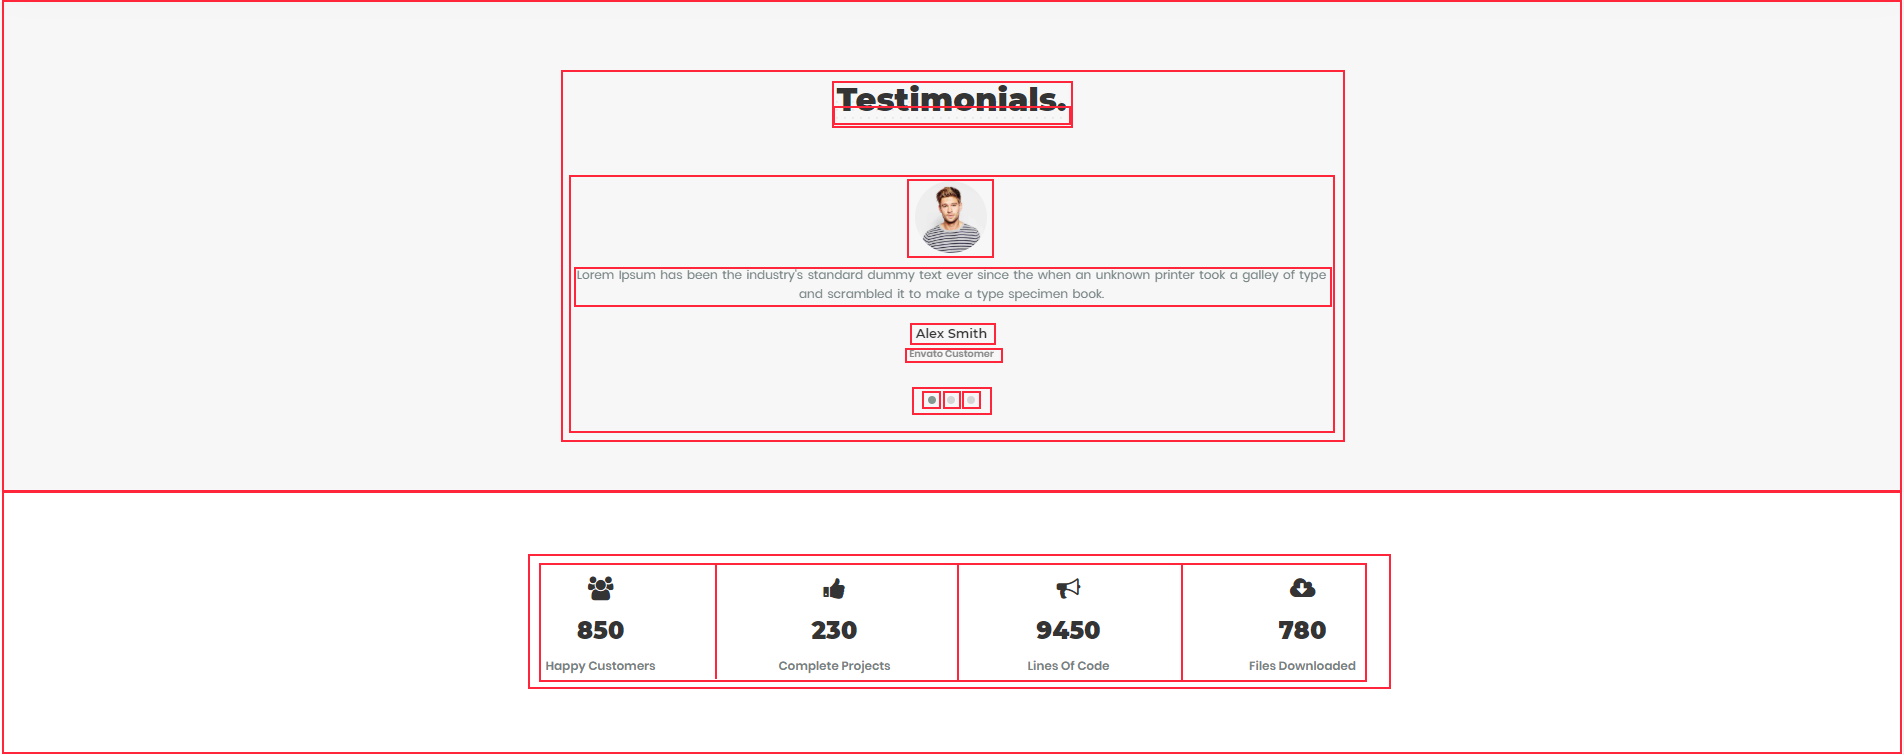 Testimonials.
Lorem Ipsum has been the industry's standard dummy text ever since the when an unknown printer took a galley of type
and scrambled it to make a type specimen book.
Alex Smith
Envato Customer
850 230 9450 780
Happy Customers Complete Projects Lines Of Code Files Downloaded